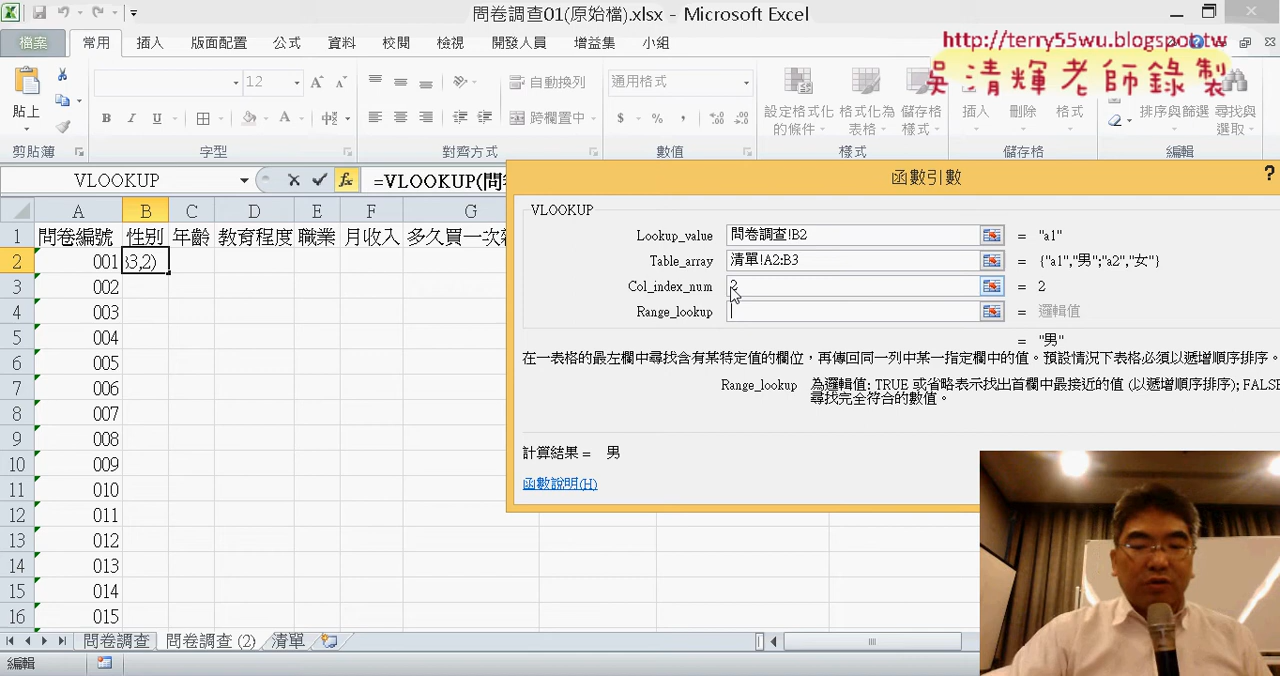 問卷調查01(原始檔).xlsx - Microsoft Excel
檔案 常用 插入 版面配置 公式 資料 校閱 檢視 開發人員 增益集 小組
http://terry55wu.blogspot.tw
吳清輝老師錄製
貼上 12 自動換列 通用格式 設定格式化的條件 格式化為表格 儲存格樣式 插入 刪除 格式 排序與篩選 尋找與選取
B I U A 中 跨欄置中 $ %
剪貼簿 字型 對齊方式 數值 樣式 儲存格 編輯
VLOOKUP fx =VLOOKUP(問
函數引數 ?
VLOOKUP
Lookup_value 問卷調查!B2 = "a1"
Table_array 清單!A2:B3 = {"a1","男";"a2","女"}
Col_index_num 2 = 2
Range_lookup = 邏輯值
= "男"
在一表格的最左欄中尋找含有某特定值的欄位，再傳回同一列中某一指定欄中的值。預設情況下表格必須以遞增順序排序。
Range_lookup 為邏輯值; TRUE 或省略表示找出首欄中最接近的值 (以遞增順序排序); FALSE
尋找完全符合的數值。
計算結果 = 男
函數說明(H)
A B C D E F G
1 問卷編號 性別 年齡 教育程度 職業 月收入
2 001 :3,2)
3 002
4 003
5 004
6 005
7 006
8 007
9 008
10 009
11 010
12 011
13 012
14 013
15 014
16 015
問卷調查 問卷調查 (2) 清單
編輯